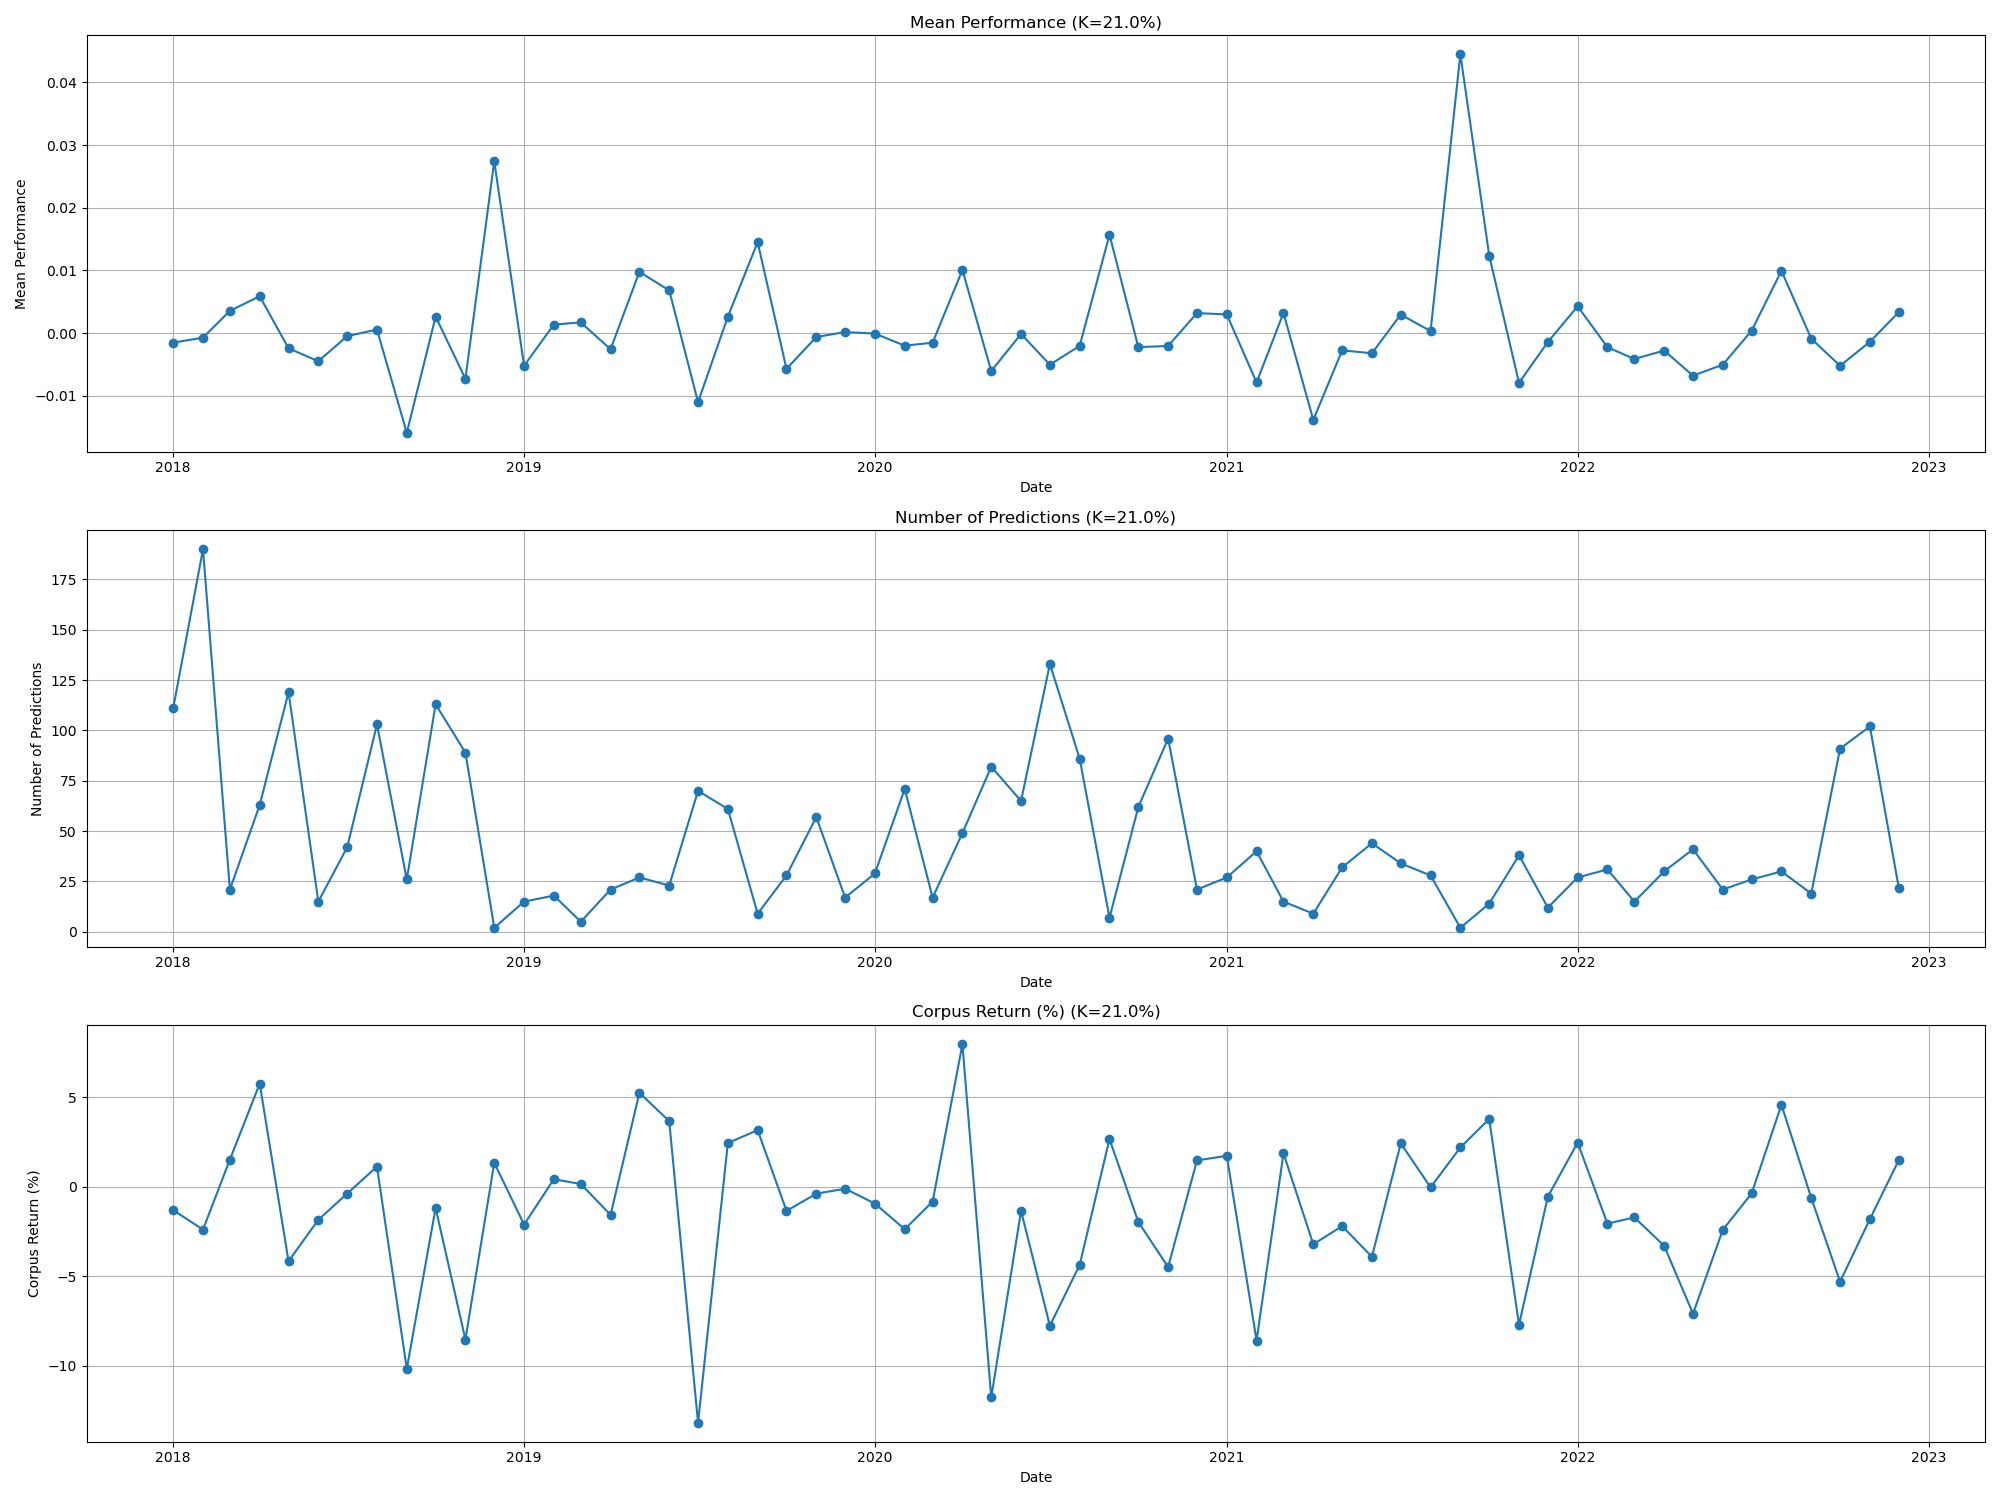 Mean Performance (K=21.0%)
0.04
0.03
0.02
0.01
0.00
−0.01
Mean Performance
2018 2019 2020 2021 2022 2023
Date
Number of Predictions (K=21.0%)
175
150
125
100
75
50
25
0
Number of Predictions
2018 2019 2020 2021 2022 2023
Date
Corpus Return (%) (K=21.0%)
5
0
−5
−10
Corpus Return (%)
2018 2019 2020 2021 2022 2023
Date